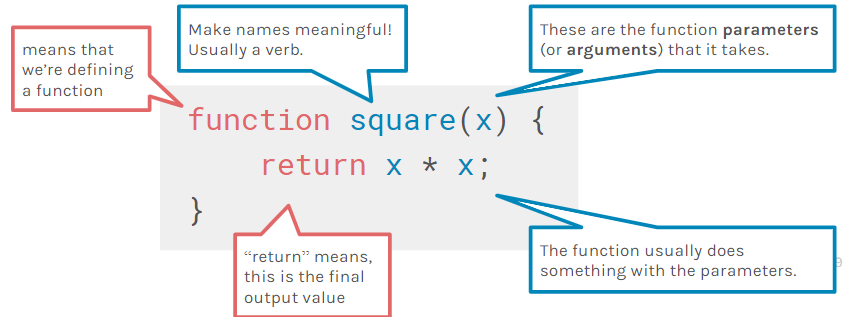 means that
we're defining
a function
Make names meaningful!
Usually a verb.
These are the function parameters
(or arguments) that it takes.
function square(x) {
return x * x;
}
"return" means,
this is the final
output value
The function usually does
something with the parameters.
9